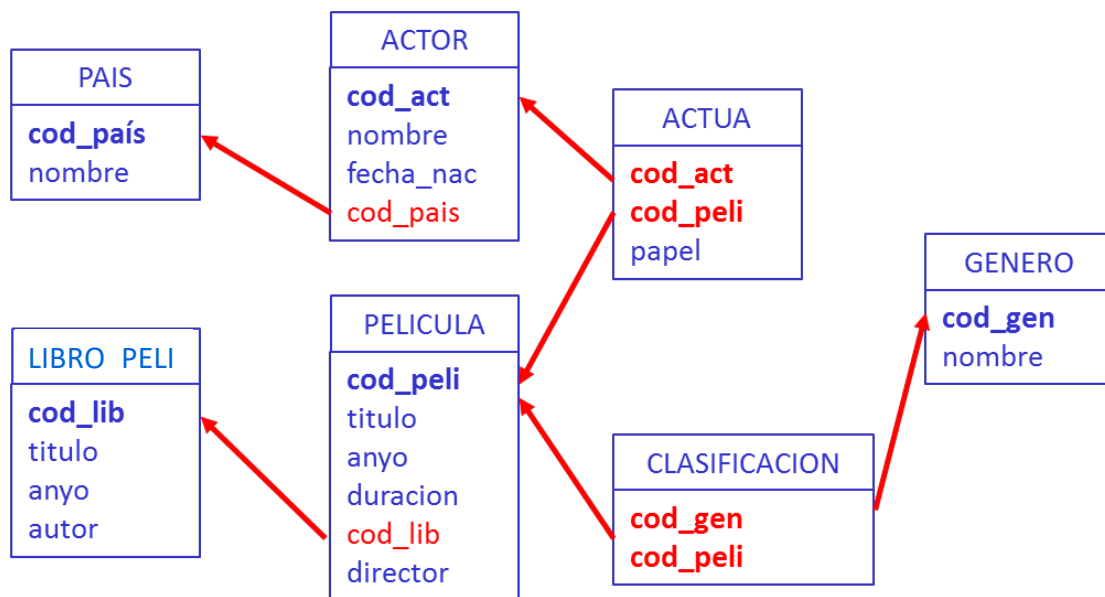 PAIS
cod_país
nombre
ACTOR
cod_act
nombre
fecha_nac
cod_pais
ACTUA
cod_act
cod_peli
papel
GENERO
cod_gen
nombre
LIBRO PELI
cod_lib
titulo
anyo
autor
PELICULA
cod_peli
titulo
anyo
duracion
cod_lib
director
CLASIFICACION
cod_gen
cod_peli